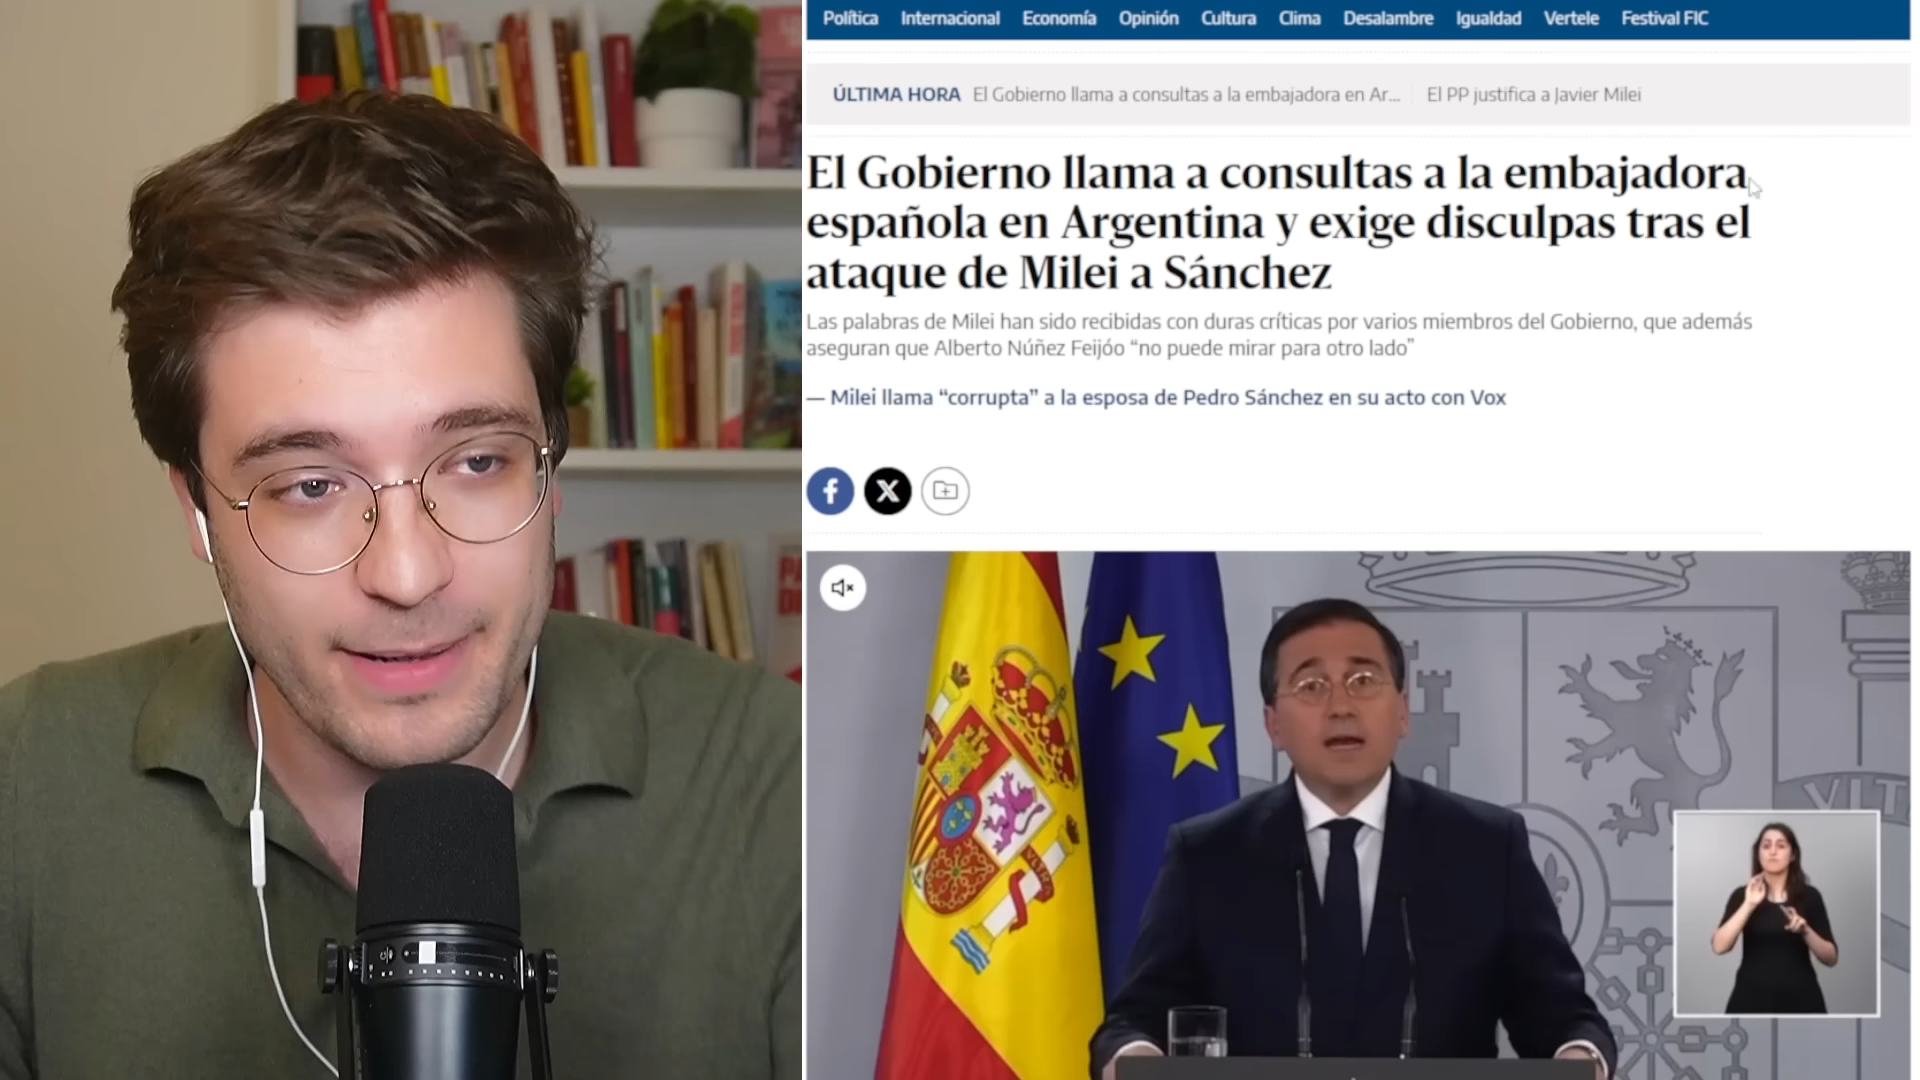 Política Internacional Economía Opinión Cultura Clima Desalambre Igualdad Vertele Festival FIC
ÚLTIMA HORA El Gobierno llama a consultas a la embajadora en Ar... El PP justifica a Javier Milei
El Gobierno llama a consultas a la embajadora
española en Argentina y exige disculpas tras el
ataque de Milei a Sánchez
Las palabras de Milei han sido recibidas con duras críticas por varios miembros del Gobierno, que además
aseguran que Alberto Núñez Feijóo “no puede mirar para otro lado”
— Milei llama “corrupta” a la esposa de Pedro Sánchez en su acto con Vox